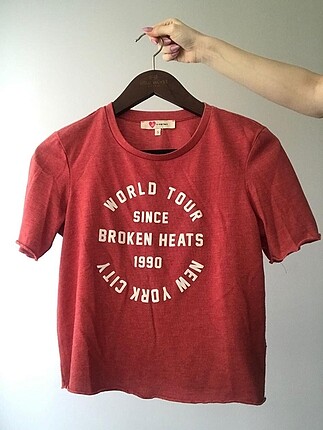 WORLD TOUR
SINCE
BROKEN HEATS
1990
NEW YORK CITY